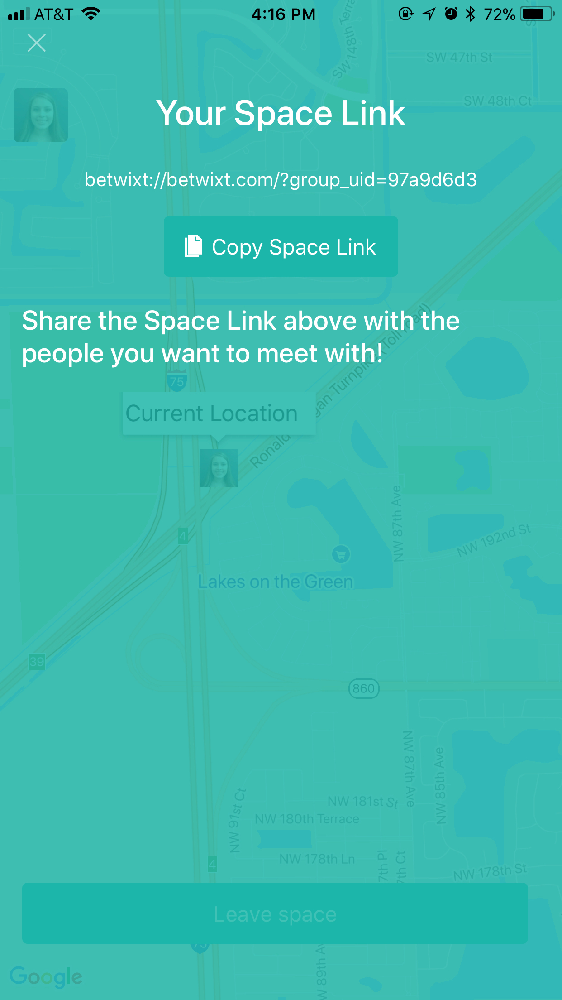 AT&T 4:16 PM 72%
SW 148th Terra
SW 47th St
SW 48th Ct
Your Space Link
betwixt://betwixt.com/?group_uid=97a9d6d3
Copy Space Link
Share the Space Link above with the
people you want to meet with!
75
Current Location
Ronald
gan Turnpike (Toll road)
NW 87th Ave
4
NW 192nd St
Lakes on the Green
39
860
NW 87th Ave
NW 85th Ave
NW 91st Ct
NW 181st St
NW 180th Terrace
NW 178th Ln
7th Pl
7th Ct
4
NW 178th St
Leave space
75
W 89th Av
Google